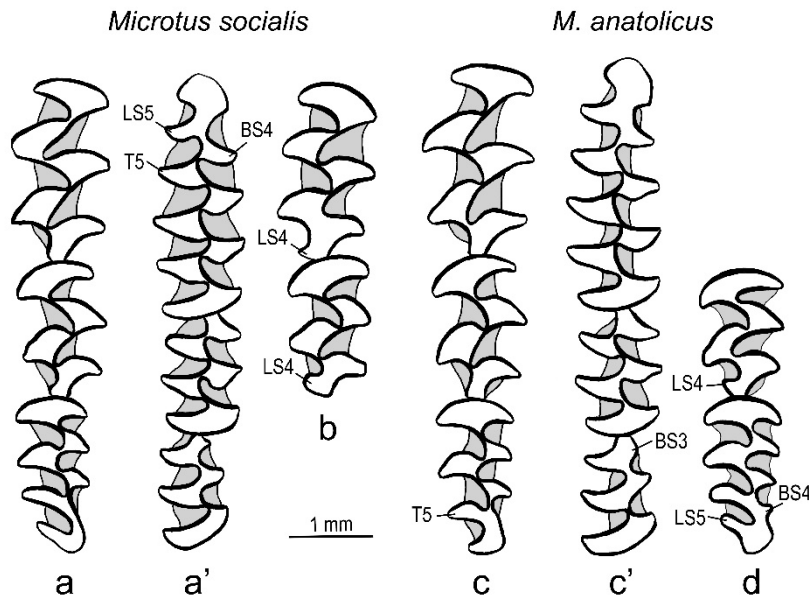 Microtus socialis
M. anatolicus
LS5
BS4
T5
LS4
LS4
BS3
LS4
T5
BS4
LS5
1 mm
a
a’
b
c
c’
d